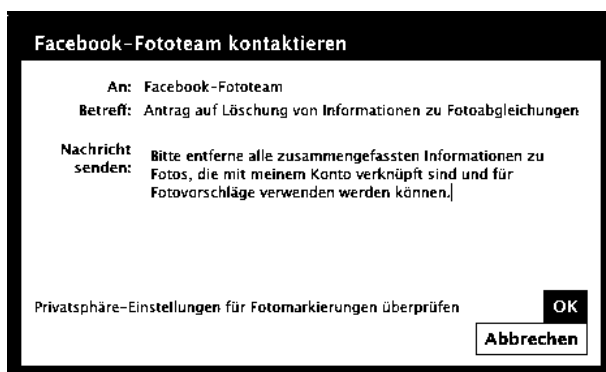 Facebook-Fototeam kontaktieren
An: Facebook-Fototeam
Betreff: Antrag auf Löschung von Informationen zu Fotoabgleichungen
Nachricht senden: Bitte entferne alle zusammengefassten Informationen zu
Fotos, die mit meinem Konto verknüpft sind und für
Fotovorschläge verwenden werden können.
Privatsphäre-Einstellungen für Fotomarkierungen überprüfen
OK
Abbrechen